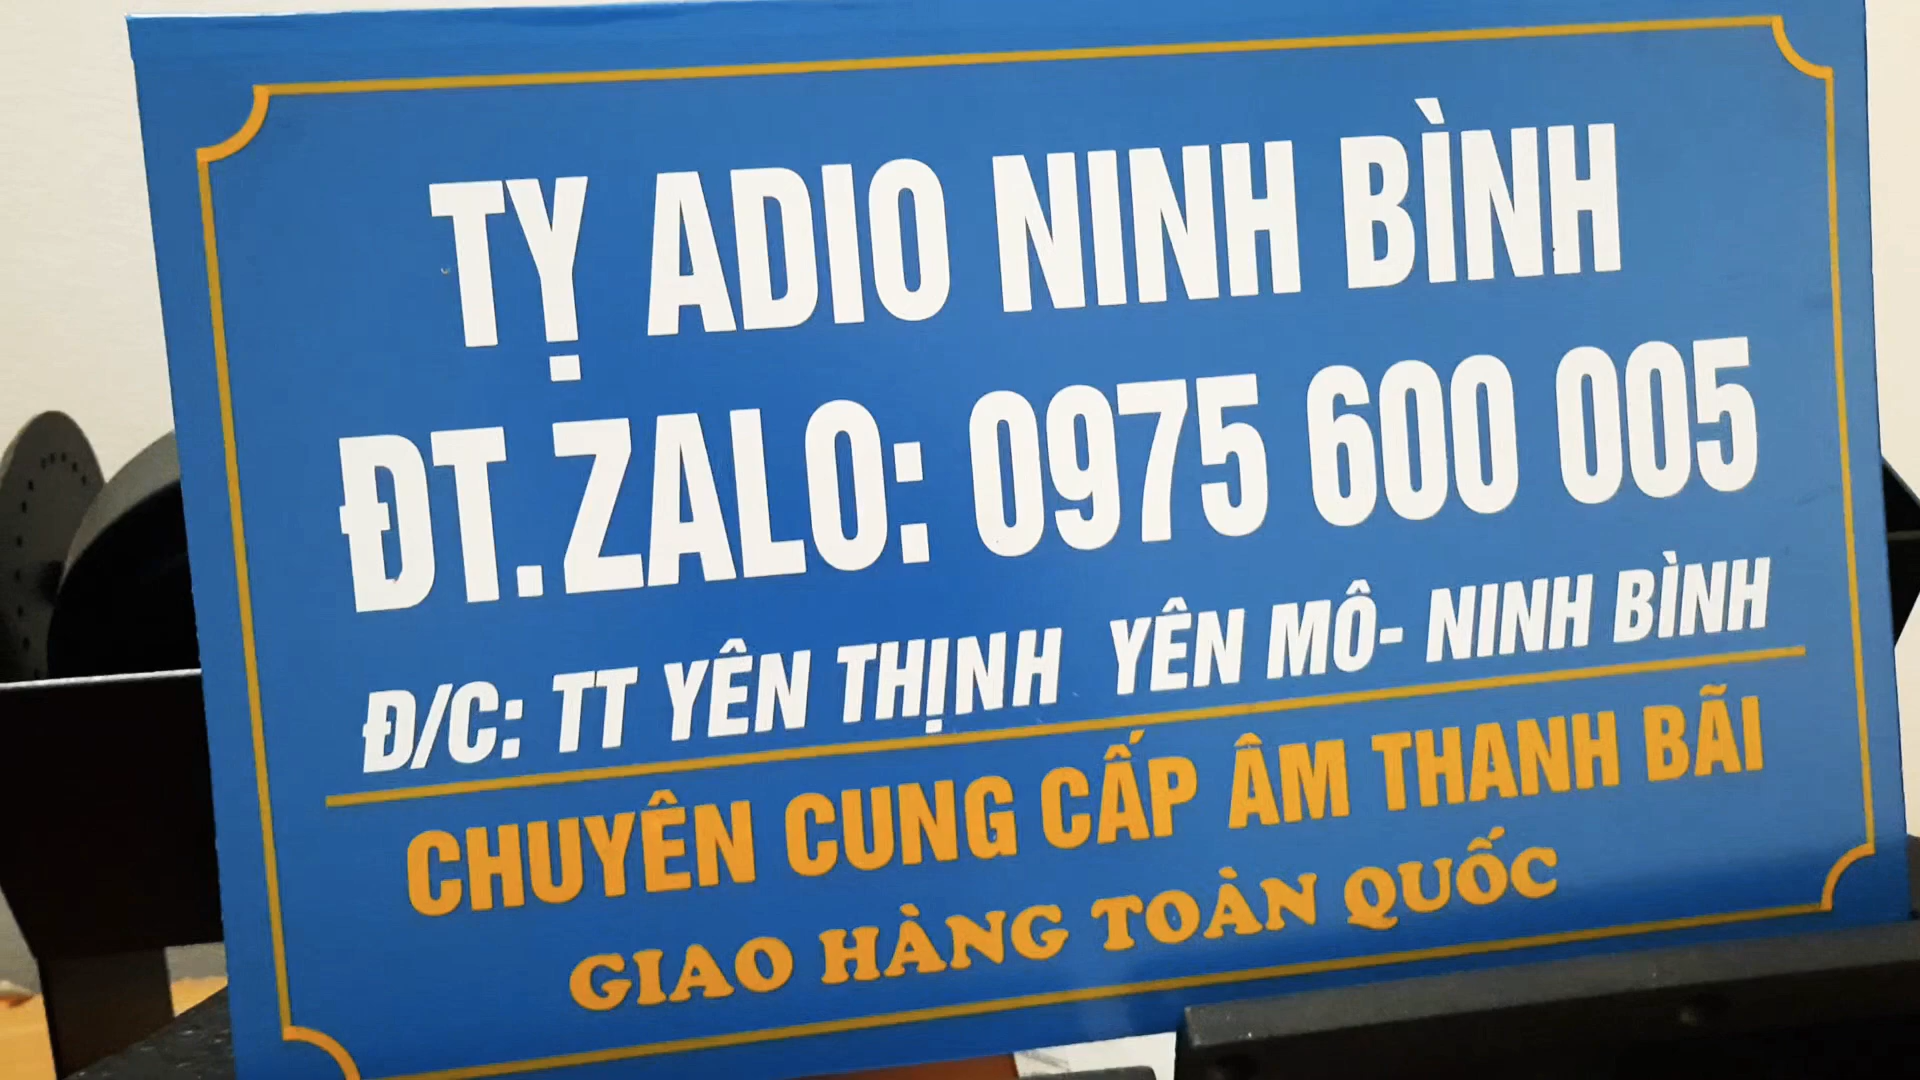 TỴ ADIO NINH BÌNH
ĐT.ZALO: 0975 600 005
Đ/C: TT YÊN THỊNH YÊN MÔ- NINH BÌNH
CHUYÊN CUNG CẤP ÂM THANH BÃI
GIAO HÀNG TOÀN QUỐC